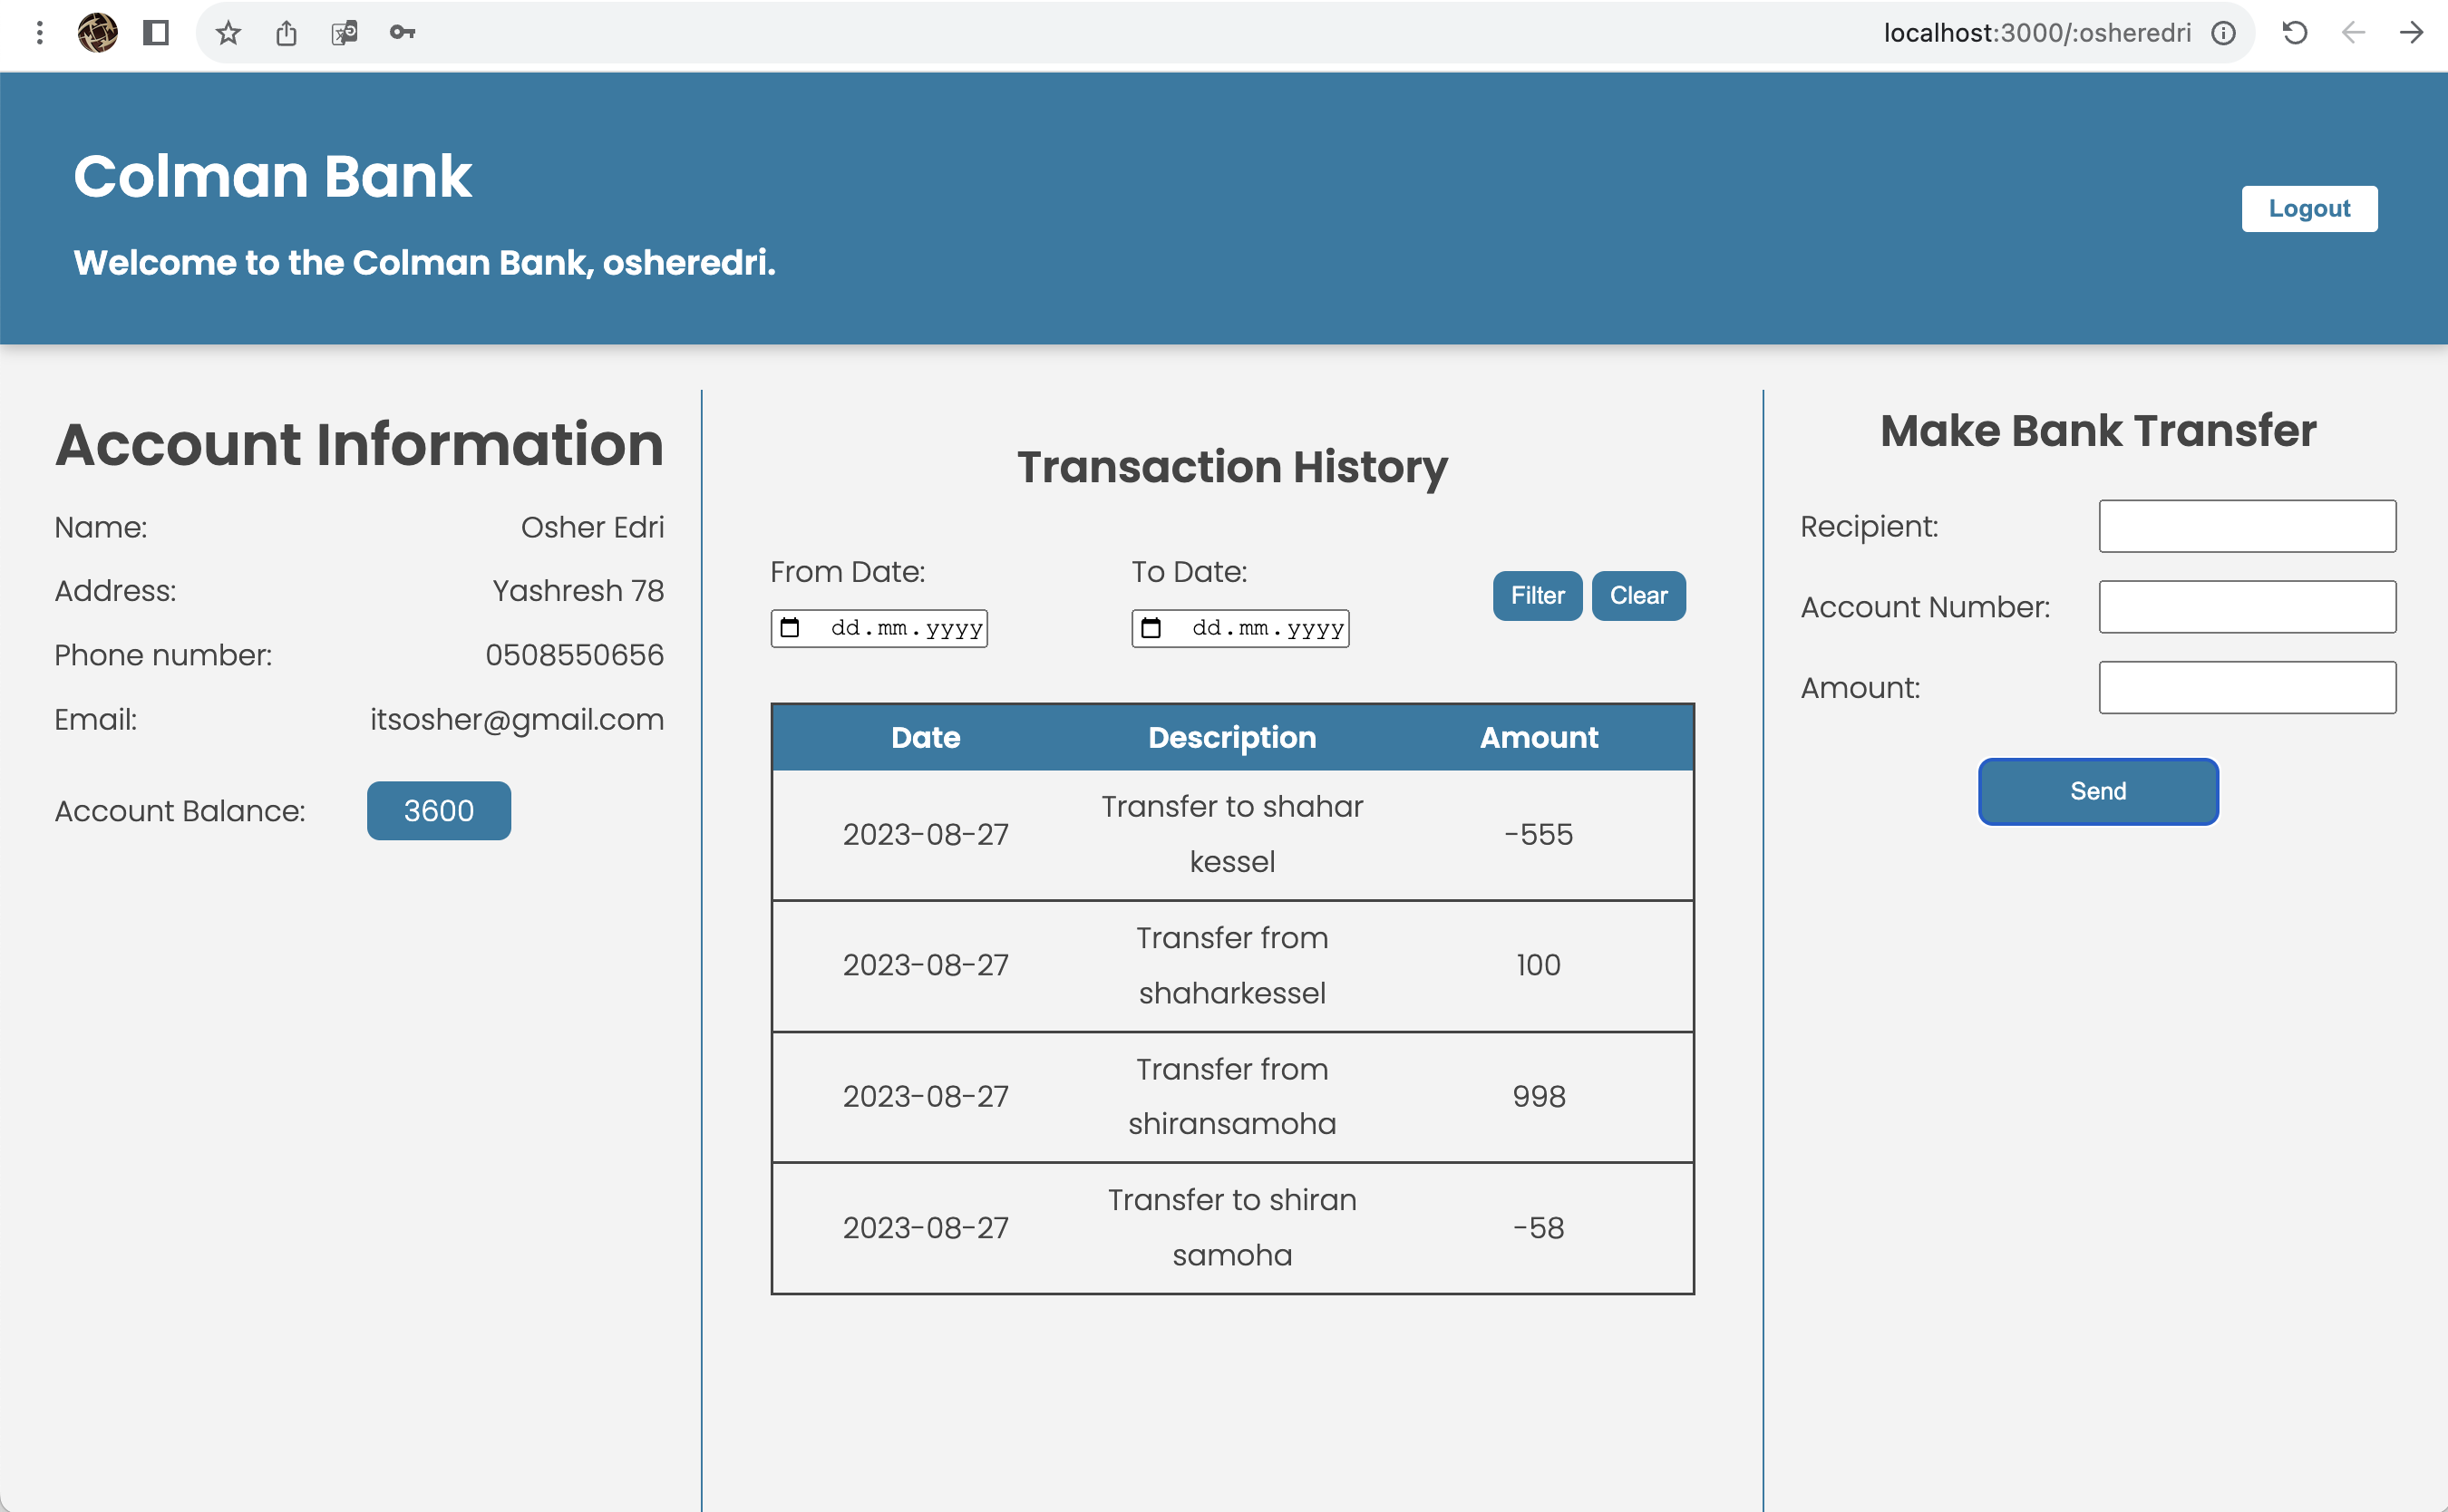 localhost:3000/:osheredri
Colman Bank
Logout
Welcome to the Colman Bank, osheredri.
Account Information
Name: Osher Edri
Address: Yashresh 78
Phone number: 0508550656
Email: itsosher@gmail.com
Account Balance: 3600
Transaction History
From Date: To Date:
dd.mm.yyyy dd.mm.yyyy
Filter Clear
Date Description Amount
2023-08-27 Transfer to shahar -555
kessel
2023-08-27 Transfer from 100
shaharkessel
2023-08-27 Transfer from 998
shiransamoha
2023-08-27 Transfer to shiran -58
samoha
Make Bank Transfer
Recipient:
Account Number:
Amount:
Send